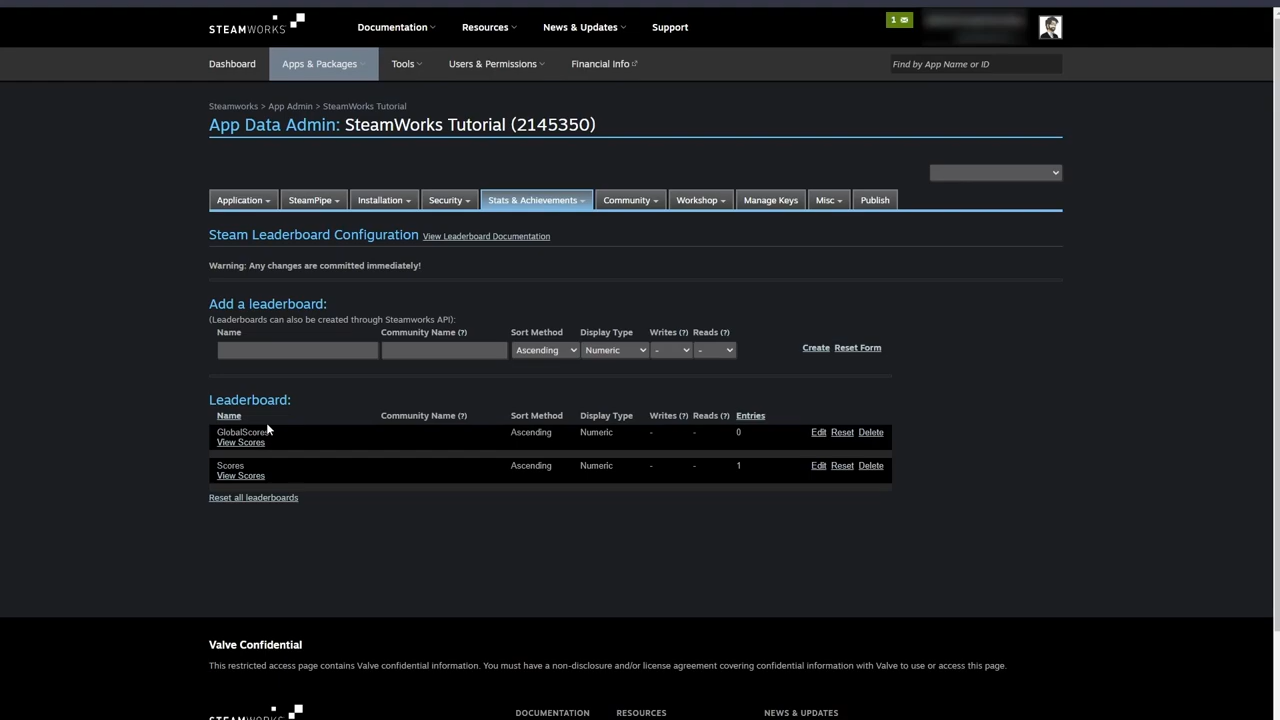 STEAMWORKS Documentation Resources News & Updates Support 1
Dashboard Apps & Packages Tools Users & Permissions Financial Info Find by App Name or ID
Steamworks > App Admin > SteamWorks Tutorial
App Data Admin: SteamWorks Tutorial (2145350)
Application SteamPipe Installation Security Stats & Achievements Community Workshop Manage Keys Misc Publish
Steam Leaderboard Configuration View Leaderboard Documentation
Warning: Any changes are committed immediately!
Add a leaderboard:
(Leaderboards can also be created through Steamworks API):
Name Community Name (?) Sort Method Display Type Writes (?) Reads (?)
Ascending Numeric - - Create Reset Form
Leaderboard:
Name Community Name (?) Sort Method Display Type Writes (?) Reads (?) Entries
GlobalScores Ascending Numeric - - 0 Edit Reset Delete
View Scores
Scores Ascending Numeric - - 1 Edit Reset Delete
View Scores
Reset all leaderboards
Valve Confidential
This restricted access page contains Valve confidential information. You must have a non-disclosure and/or license agreement covering confidential information with Valve to use or access this page.
STEAMWORKS DOCUMENTATION RESOURCES NEWS & UPDATES